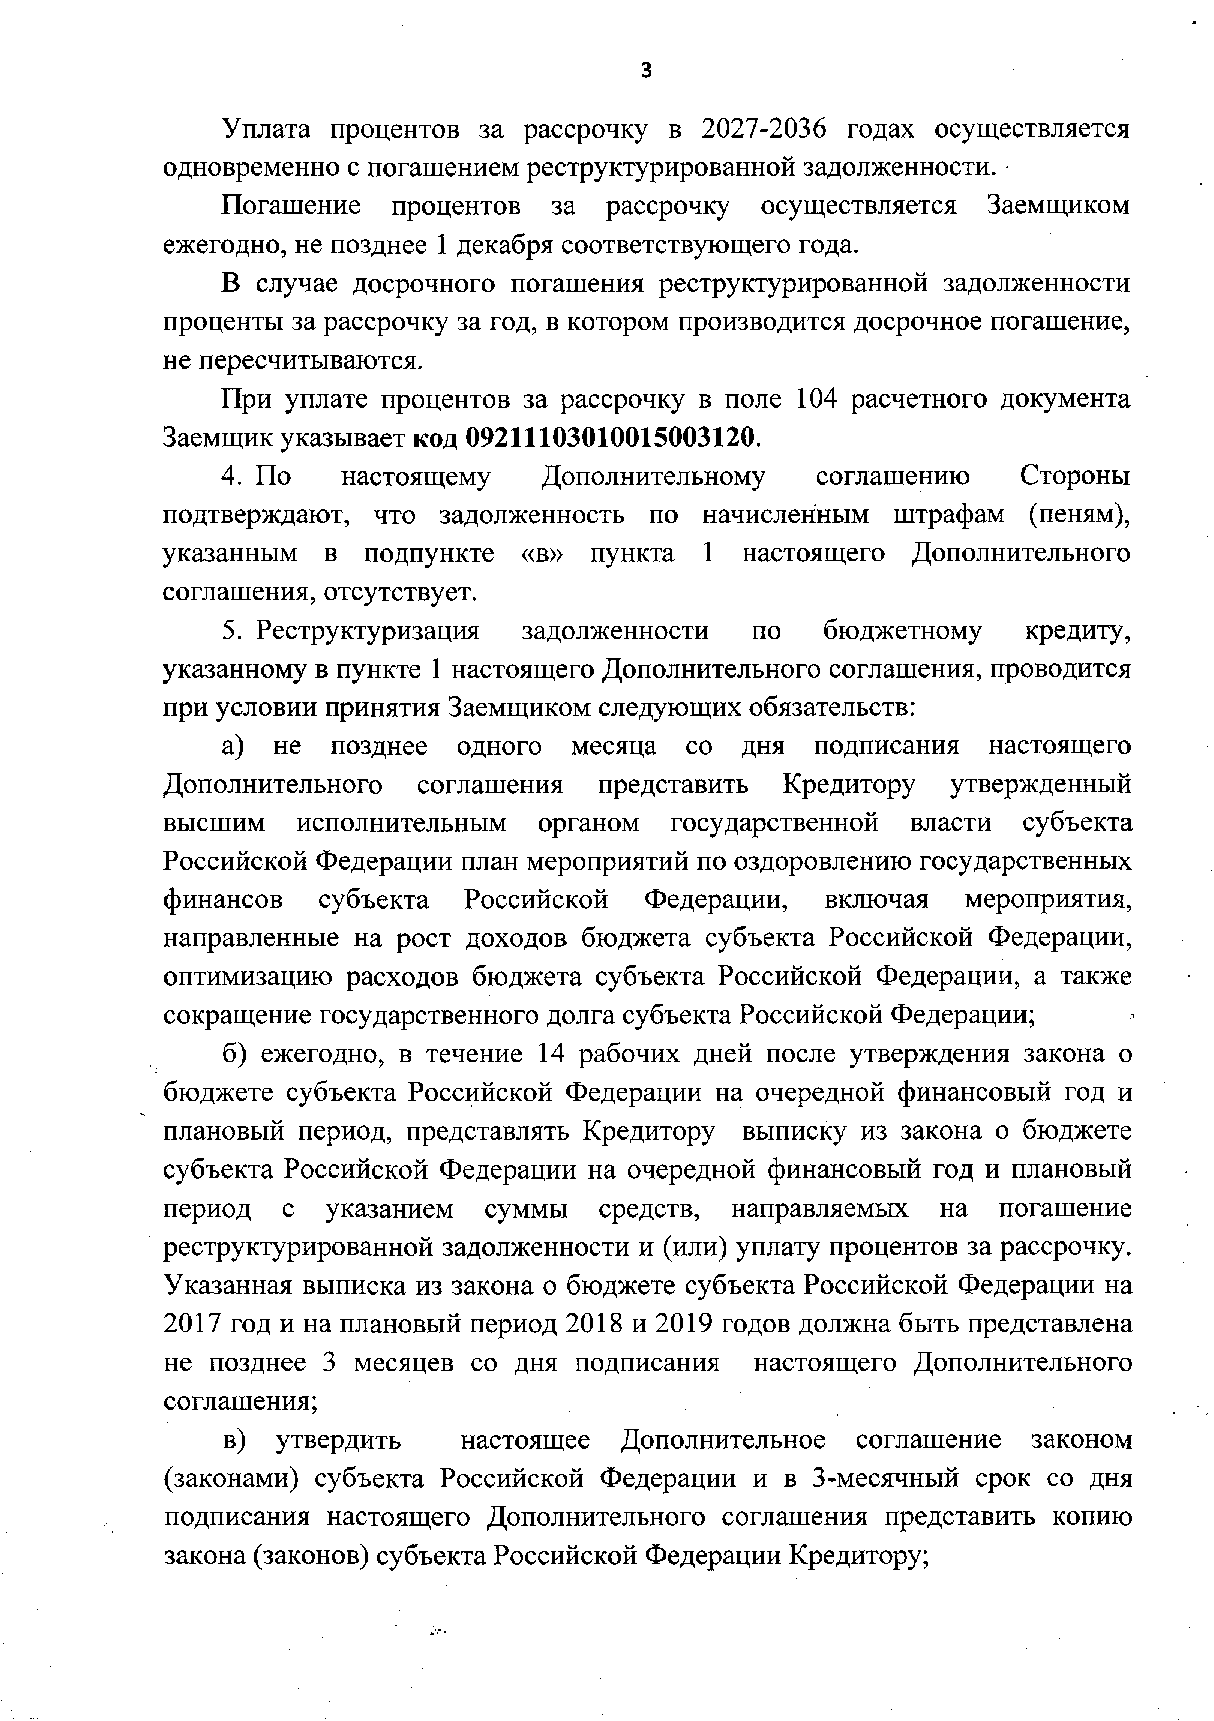 3
Уплата процентов за рассрочку в 2027-2036 годах осуществляется
одновременно с погашением реструктурированной задолженности.
Погашение процентов за рассрочку осуществляется Заемщиком
ежегодно, не позднее 1 декабря соответствующего года.
В случае досрочного погашения реструктурированной задолженности
проценты за рассрочку за год, в котором производится досрочное погашение,
не пересчитываются.
При уплате процентов за рассрочку в поле 104 расчетного документа
Заемщик указывает код 09211103010015003120.
4. По настоящему Дополнительному соглашению Стороны
подтверждают, что задолженность по начисленным штрафам (пеням),
указанным в подпункте «в» пункта 1 настоящего Дополнительного
соглашения, отсутствует.
5. Реструктуризация задолженности по бюджетному кредиту,
указанному в пункте 1 настоящего Дополнительного соглашения, проводится
при условии принятия Заемщиком следующих обязательств:
а) не позднее одного месяца со дня подписания настоящего
Дополнительного соглашения представить Кредитору утвержденный
высшим исполнительным органом государственной власти субъекта
Российской Федерации план мероприятий по оздоровлению государственных
финансов субъекта Российской Федерации, включая мероприятия,
направленные на рост доходов бюджета субъекта Российской Федерации,
оптимизацию расходов бюджета субъекта Российской Федерации, а также
сокращение государственного долга субъекта Российской Федерации;
б) ежегодно, в течение 14 рабочих дней после утверждения закона о
бюджете субъекта Российской Федерации на очередной финансовый год и
плановый период, представлять Кредитору выписку из закона о бюджете
субъекта Российской Федерации на очередной финансовый год и плановый
период с указанием суммы средств, направляемых на погашение
реструктурированной задолженности и (или) уплату процентов за рассрочку.
Указанная выписка из закона о бюджете субъекта Российской Федерации на
2017 год и на плановый период 2018 и 2019 годов должна быть представлена
не позднее 3 месяцев со дня подписания настоящего Дополнительного
соглашения;
в) утвердить настоящее Дополнительное соглашение законом
(законами) субъекта Российской Федерации и в 3-месячный срок со дня
подписания настоящего Дополнительного соглашения представить копию
закона (законов) субъекта Российской Федерации Кредитору;